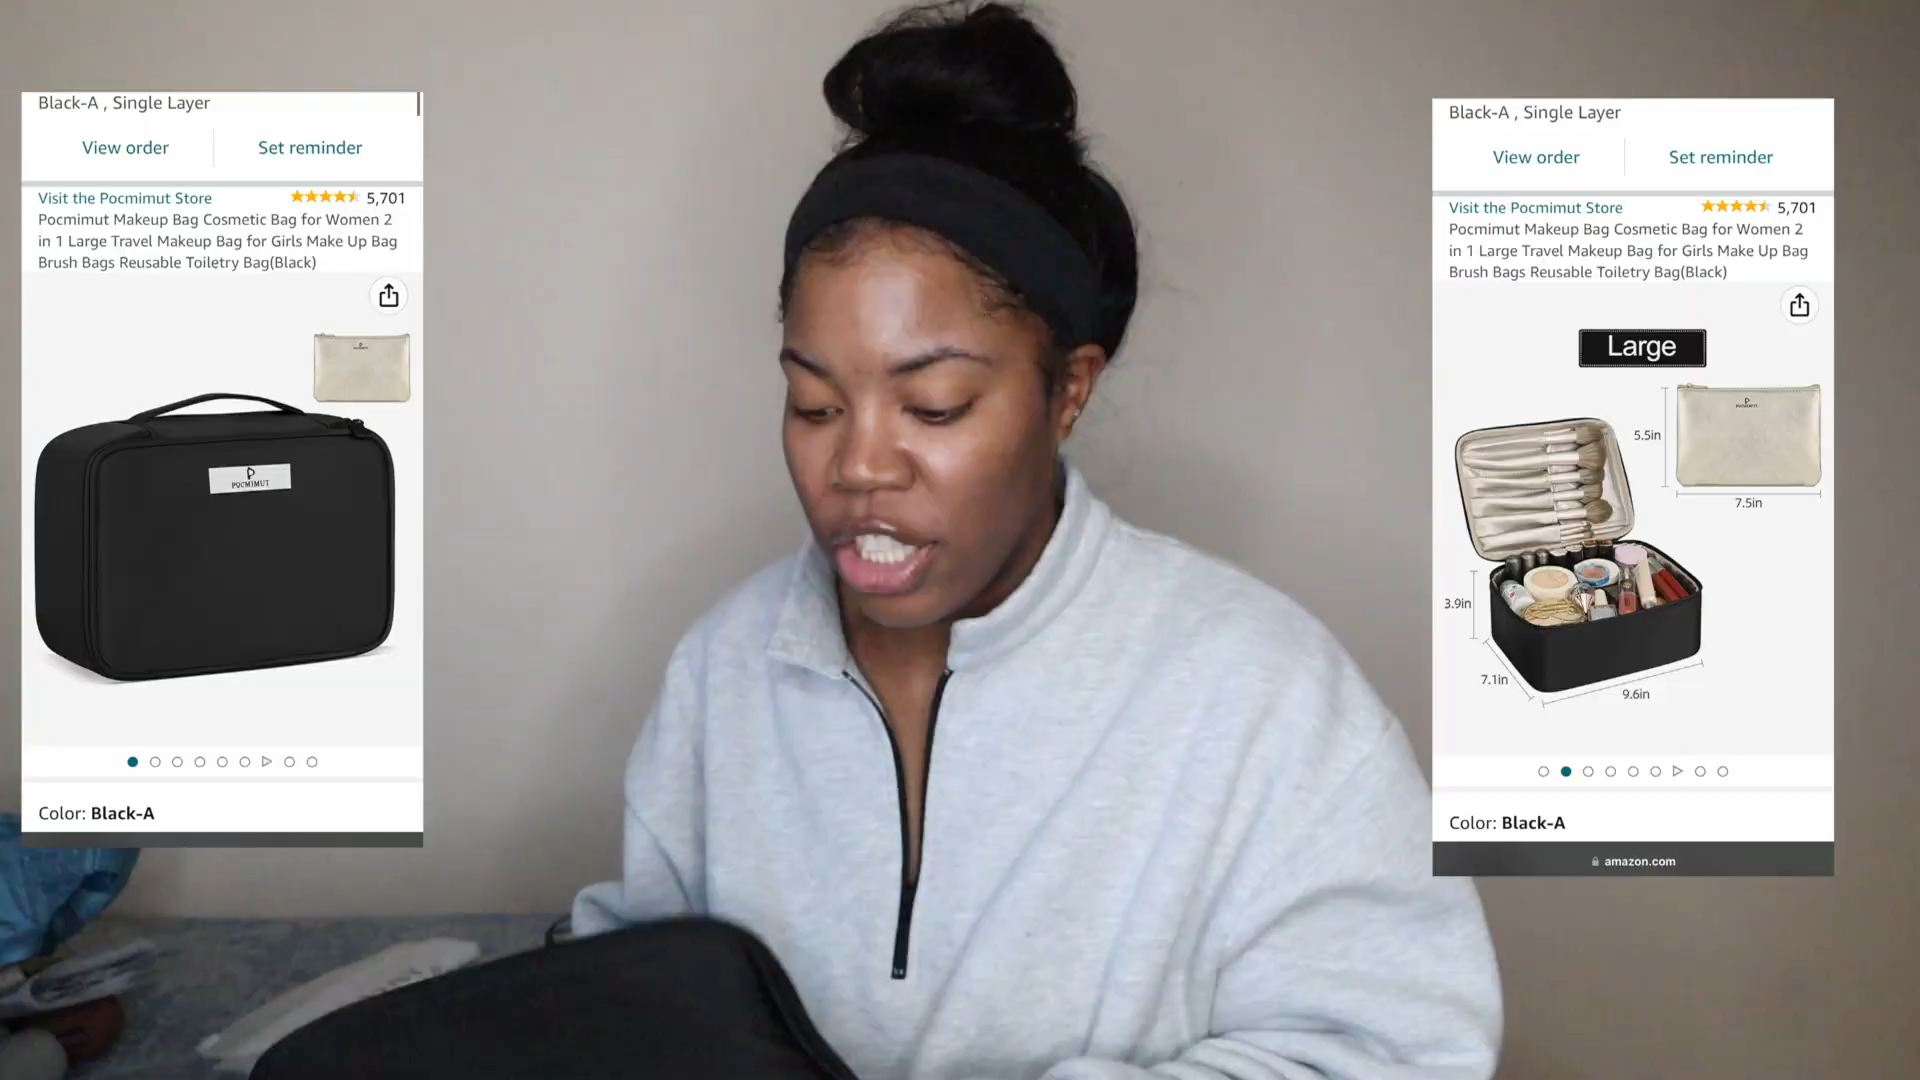 Black-A , Single Layer
View order
Set reminder
Visit the Pocmimut Store
5,701
Pocmimut Makeup Bag Cosmetic Bag for Women 2
in 1 Large Travel Makeup Bag for Girls Make Up Bag
Brush Bags Reusable Toiletry Bag(Black)
POCMIMUT
Color: Black-A
Black-A , Single Layer
View order
Set reminder
Visit the Pocmimut Store
5,701
Pocmimut Makeup Bag Cosmetic Bag for Women 2
in 1 Large Travel Makeup Bag for Girls Make Up Bag
Brush Bags Reusable Toiletry Bag(Black)
Large
POCMIMUT
5.5in
7.5in
3.9in
7.1in
9.6in
Color: Black-A
amazon.com